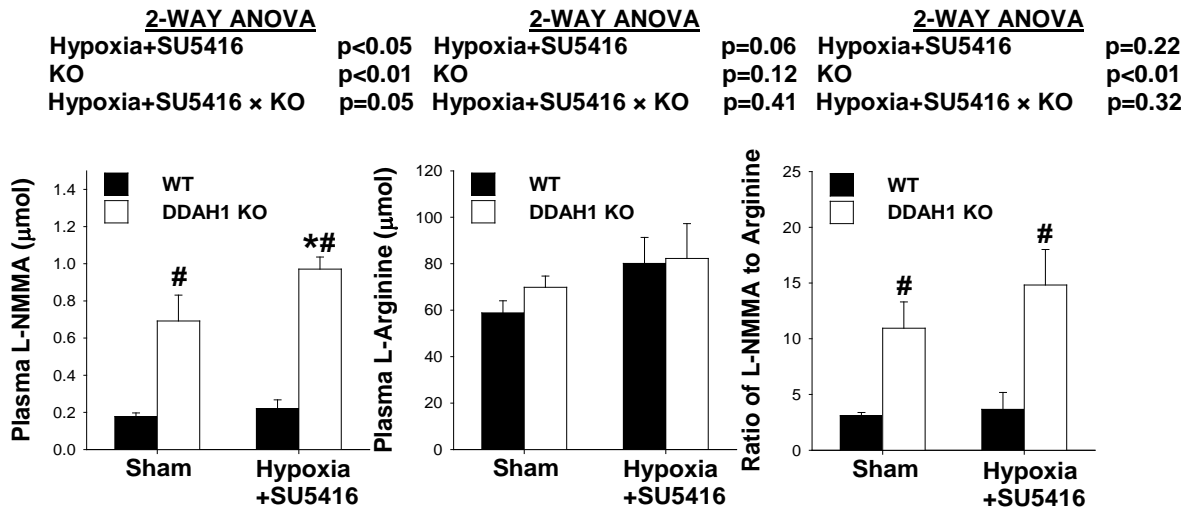 2-WAY ANOVA
Hypoxia+SU5416 p<0.05
KO p<0.01
Hypoxia+SU5416 × KO p=0.05
2-WAY ANOVA
Hypoxia+SU5416 p=0.06
KO p=0.12
Hypoxia+SU5416 × KO p=0.41
2-WAY ANOVA
Hypoxia+SU5416 p=0.22
KO p<0.01
Hypoxia+SU5416 × KO p=0.32
Plasma L-NMMA (μmol)
1.4
1.2
1.0
0.8
0.6
0.4
0.2
0.0
WT
DDAH1 KO
#
*#
Sham
Hypoxia
+SU5416
Plasma L-Arginine (μmol)
120
100
80
60
40
20
0
WT
DDAH1 KO
Sham
Hypoxia
+SU5416
Ratio of L-NMMA to Arginine
25
20
15
10
5
0
WT
DDAH1 KO
#
#
Sham
Hypoxia
+SU5416